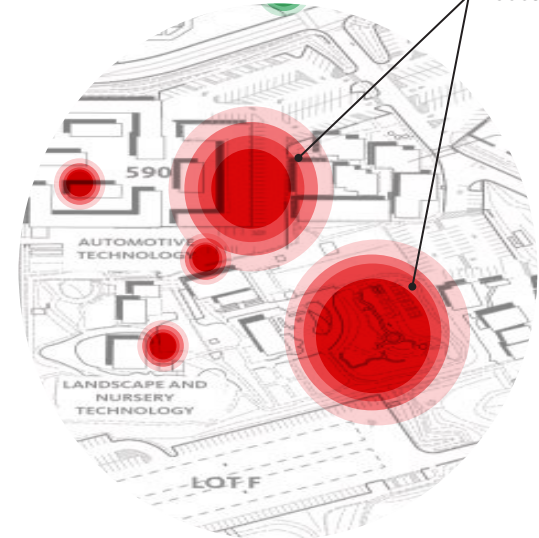 590
AUTOMOTIVE
TECHNOLOGY
LANDSCAPE AND
NURSERY
TECHNOLOGY
LOT F